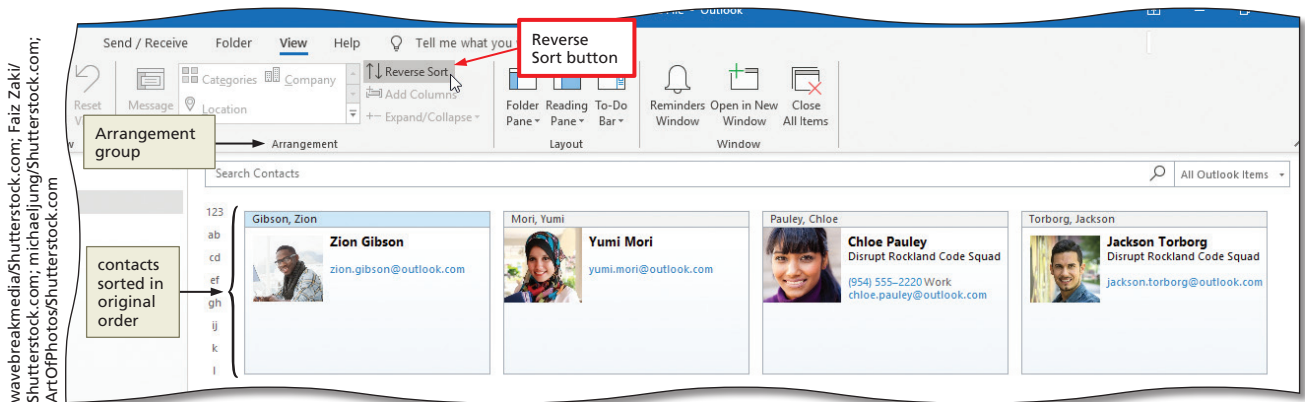 wavebreakmedia/Shutterstock.com; Faiz Zaki/
Shutterstock.com; michaeljung/Shutterstock.com;
ArtOfPhotos/Shutterstock.com
Outlook
Send / Receive Folder View Help Tell me what you
Reverse
Sort button
Reset
Message
Categories Company
Location
Reverse Sort
Add Columns
Expand/Collapse
Arrangement
Folder Reading To-Do
Pane Pane Bar
Layout
Reminders Open in New Close
Window Window All Items
Window
Arrangement
group
Search Contacts
All Outlook Items
contacts
sorted in
original
order
123
ab
cd
ef
gh
ij
k
l
Gibson, Zion
Zion Gibson
zion.gibson@outlook.com
Mori, Yumi
Yumi Mori
yumi.mori@outlook.com
Pauley, Chloe
Chloe Pauley
Disrupt Rockland Code Squad
(954) 555–2220 Work
chloe.pauley@outlook.com
Torborg, Jackson
Jackson Torborg
Disrupt Rockland Code Squad
jackson.torborg@outlook.com